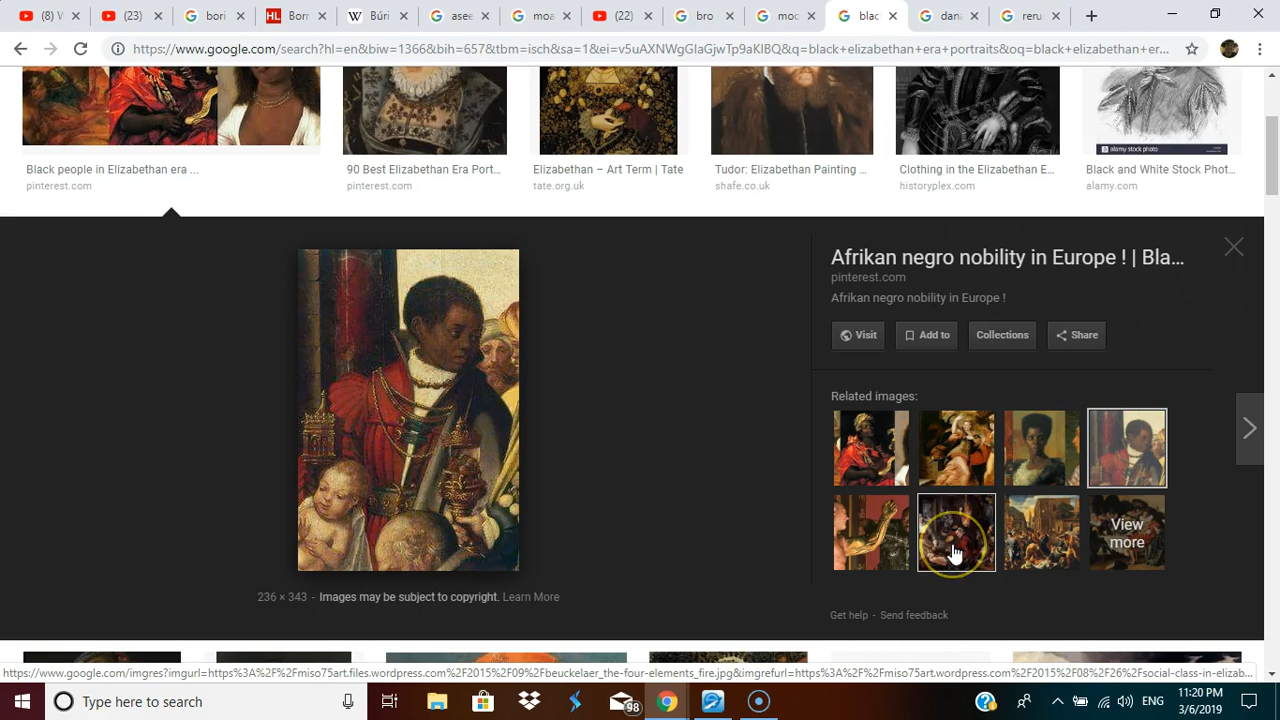 (8) W
(23)
bori
Borr
Búri
asee
moa
(22)
bro
moc
blac
dana
reru
https://www.google.com/search?hl=en&biw=1366&bih=657&tbm=isch&sa=1&ei=v5uAXNWgGIaGjwTp9aKlBQ&q=black+elizabethan+era+portraits&oq=black+elizabethan+er...
alamy stock photo
Black people in Elizabethan era ...
90 Best Elizabethan Era Port...
Elizabethan – Art Term | Tate
Tudor: Elizabethan Painting ...
Clothing in the Elizabethan E...
Black and White Stock Phot...
pinterest.com
pinterest.com
tate.org.uk
shafe.co.uk
historyplex.com
alamy.com
Afrikan negro nobility in Europe ! | Bla...
pinterest.com
Afrikan negro nobility in Europe !
Visit
Add to
Collections
Share
Related images:
View
more
236 × 343 - Images may be subject to copyright. Learn More
Get help - Send feedback
https://www.google.com/imgres?imgurl=https%3A%2F%2Fmiso75art.files.wordpress.com%2F2015%2F09%2Fbeuckelaer_the-four-elements_fire.jpg&imgrefurl=https%3A%2F%2Fmiso75art.wordpress.com%2F2015%2F08%2F26%2Fsocial-class-in-elizab...
Type here to search
98
ENG
11:20 PM
3/6/2019